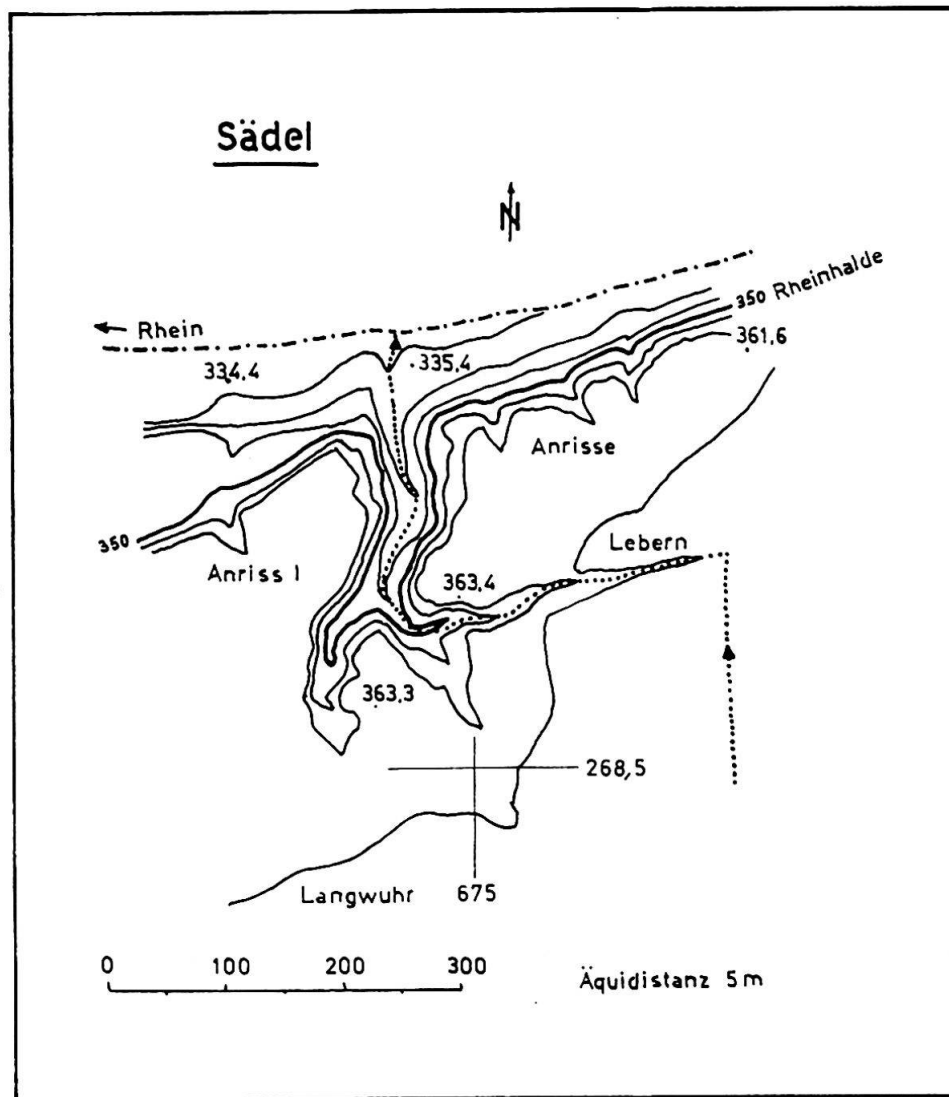 Sädel
N
350 Rheinhalde
Rhein
361,6
334,4
335,4
Anrisse
350
Lebern
Anriss I
363,4
363,3
268,5
Langwuhr
675
0 100 200 300
Äquidistanz 5m